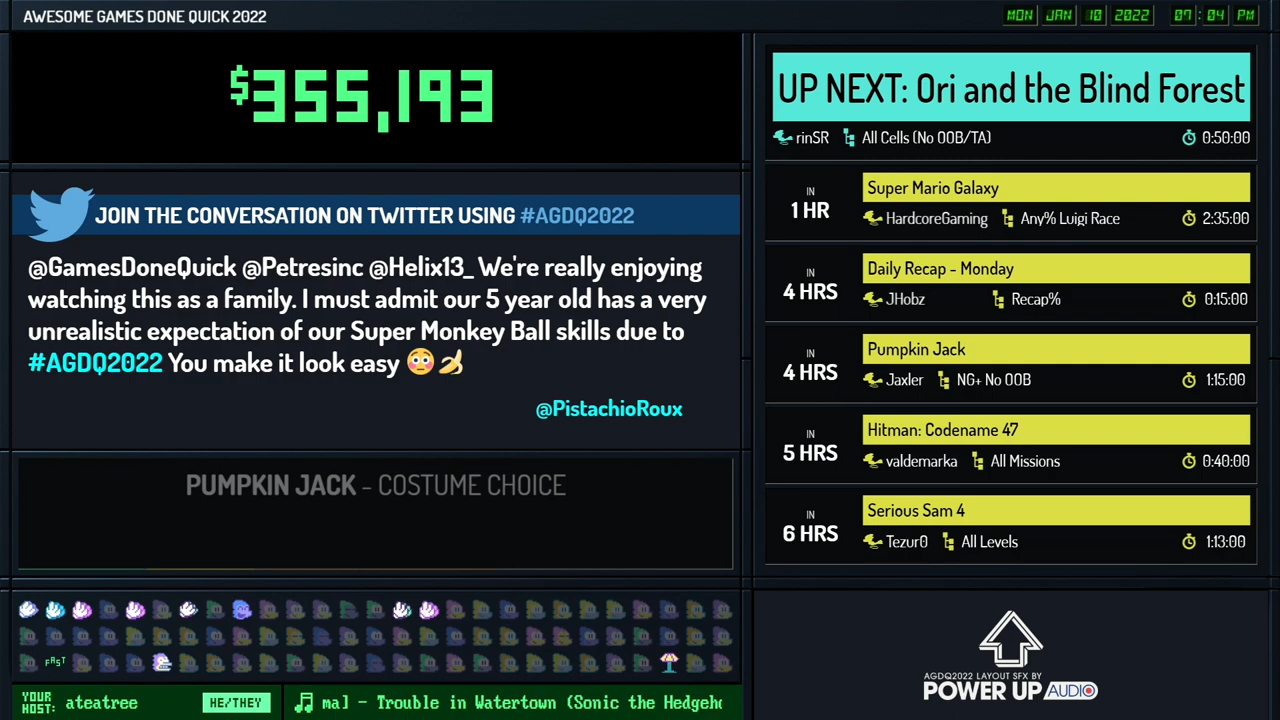 AWESOME GAMES DONE QUICK 2022
MON JAN 10 2022 07:04 PM
$355,193
JOIN THE CONVERSATION ON TWITTER USING #AGDQ2022
@GamesDoneQuick @Petresinc @Helix13_ We're really enjoying
watching this as a family. I must admit our 5 year old has a very
unrealistic expectation of our Super Monkey Ball skills due to
#AGDQ2022 You make it look easy 😳🍌
@PistachioRoux
PUMPKIN JACK - COSTUME CHOICE
FAST
YOUR HOST: ateatree HE/THEY
ma] - Trouble in Watertown (Sonic the Hedgeho
UP NEXT: Ori and the Blind Forest
rinSR All Cells (No OOB/TA) 0:50:00
IN 1 HR
Super Mario Galaxy
HardcoreGaming Any% Luigi Race 2:35:00
IN 4 HRS
Daily Recap - Monday
JHobz Recap% 0:15:00
IN 4 HRS
Pumpkin Jack
Jaxler NG+ No OOB 1:15:00
IN 5 HRS
Hitman: Codename 47
valdemarka All Missions 0:40:00
IN 6 HRS
Serious Sam 4
Tezur0 All Levels 1:13:00
AGDQ2022 LAYOUT SFX BY
POWER UP AUDIO